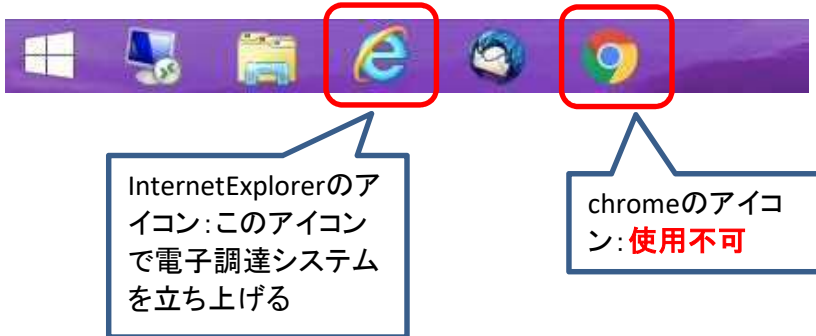 InternetExplorerのア
イコン：このアイコン
で電子調達システム
を立ち上げる
chromeのアイコ
ン：使用不可